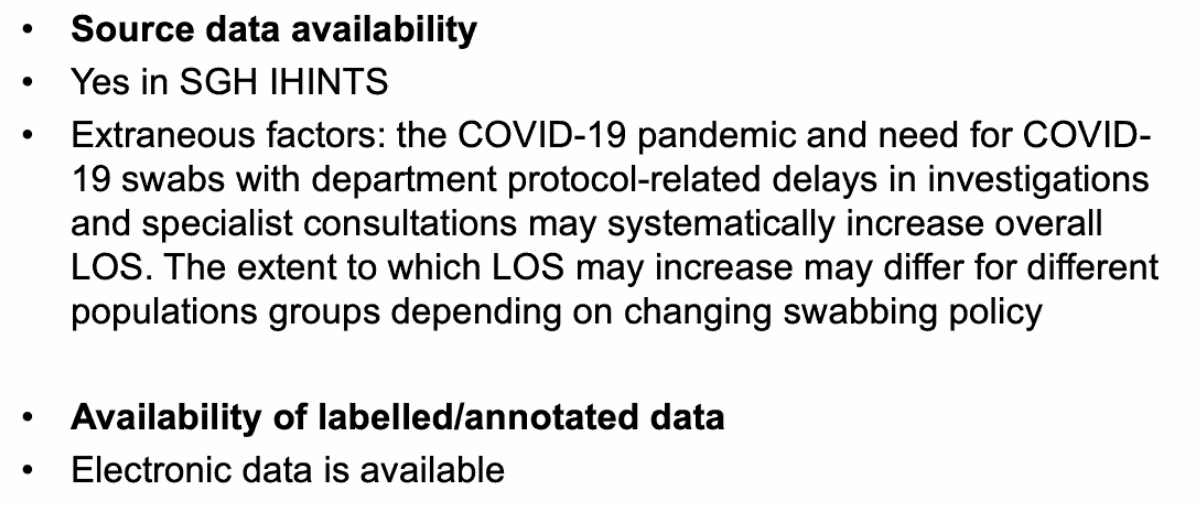 • Source data availability
• Yes in SGH IHINTS
• Extraneous factors: the COVID-19 pandemic and need for COVID-
19 swabs with department protocol-related delays in investigations
and specialist consultations may systematically increase overall
LOS. The extent to which LOS may increase may differ for different
populations groups depending on changing swabbing policy
• Availability of labelled/annotated data
• Electronic data is available